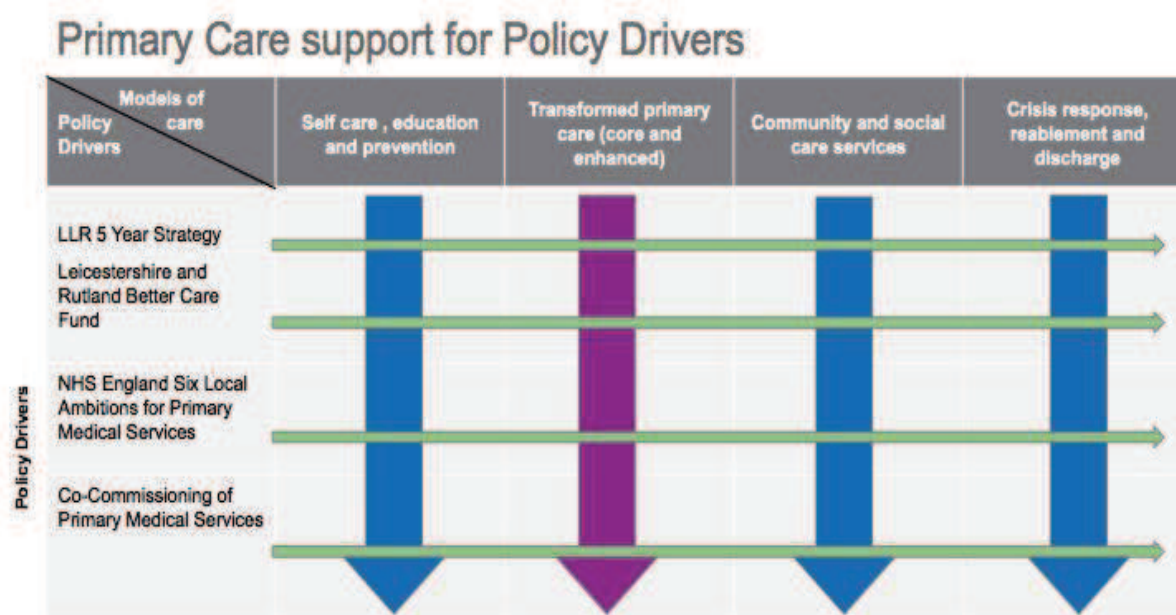 Primary Care support for Policy Drivers
Models of
care
Policy
Drivers
Self care , education
and prevention
Transformed primary
care (core and
enhanced)
Community and social
care services
Crisis response,
reablement and
discharge
LLR 5 Year Strategy
Leicestershire and
Rutland Better Care
Fund
NHS England Six Local
Ambitions for Primary
Medical Services
Co-Commissioning of
Primary Medical Services
Policy Drivers